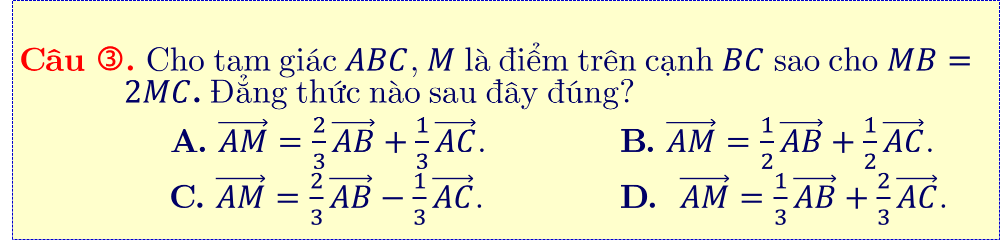 Câu ③. Cho tam giác ABC, M là điểm trên cạnh BC sao cho MB =
2MC. Đẳng thức nào sau đây đúng?
A. $\overrightarrow{AM} = \frac{2}{3}\overrightarrow{AB} + \frac{1}{3}\overrightarrow{AC}$. B. $\overrightarrow{AM} = \frac{1}{2}\overrightarrow{AB} + \frac{1}{2}\overrightarrow{AC}$.
C. $\overrightarrow{AM} = \frac{2}{3}\overrightarrow{AB} - \frac{1}{3}\overrightarrow{AC}$. D. $\overrightarrow{AM} = \frac{1}{3}\overrightarrow{AB} + \frac{2}{3}\overrightarrow{AC}$.